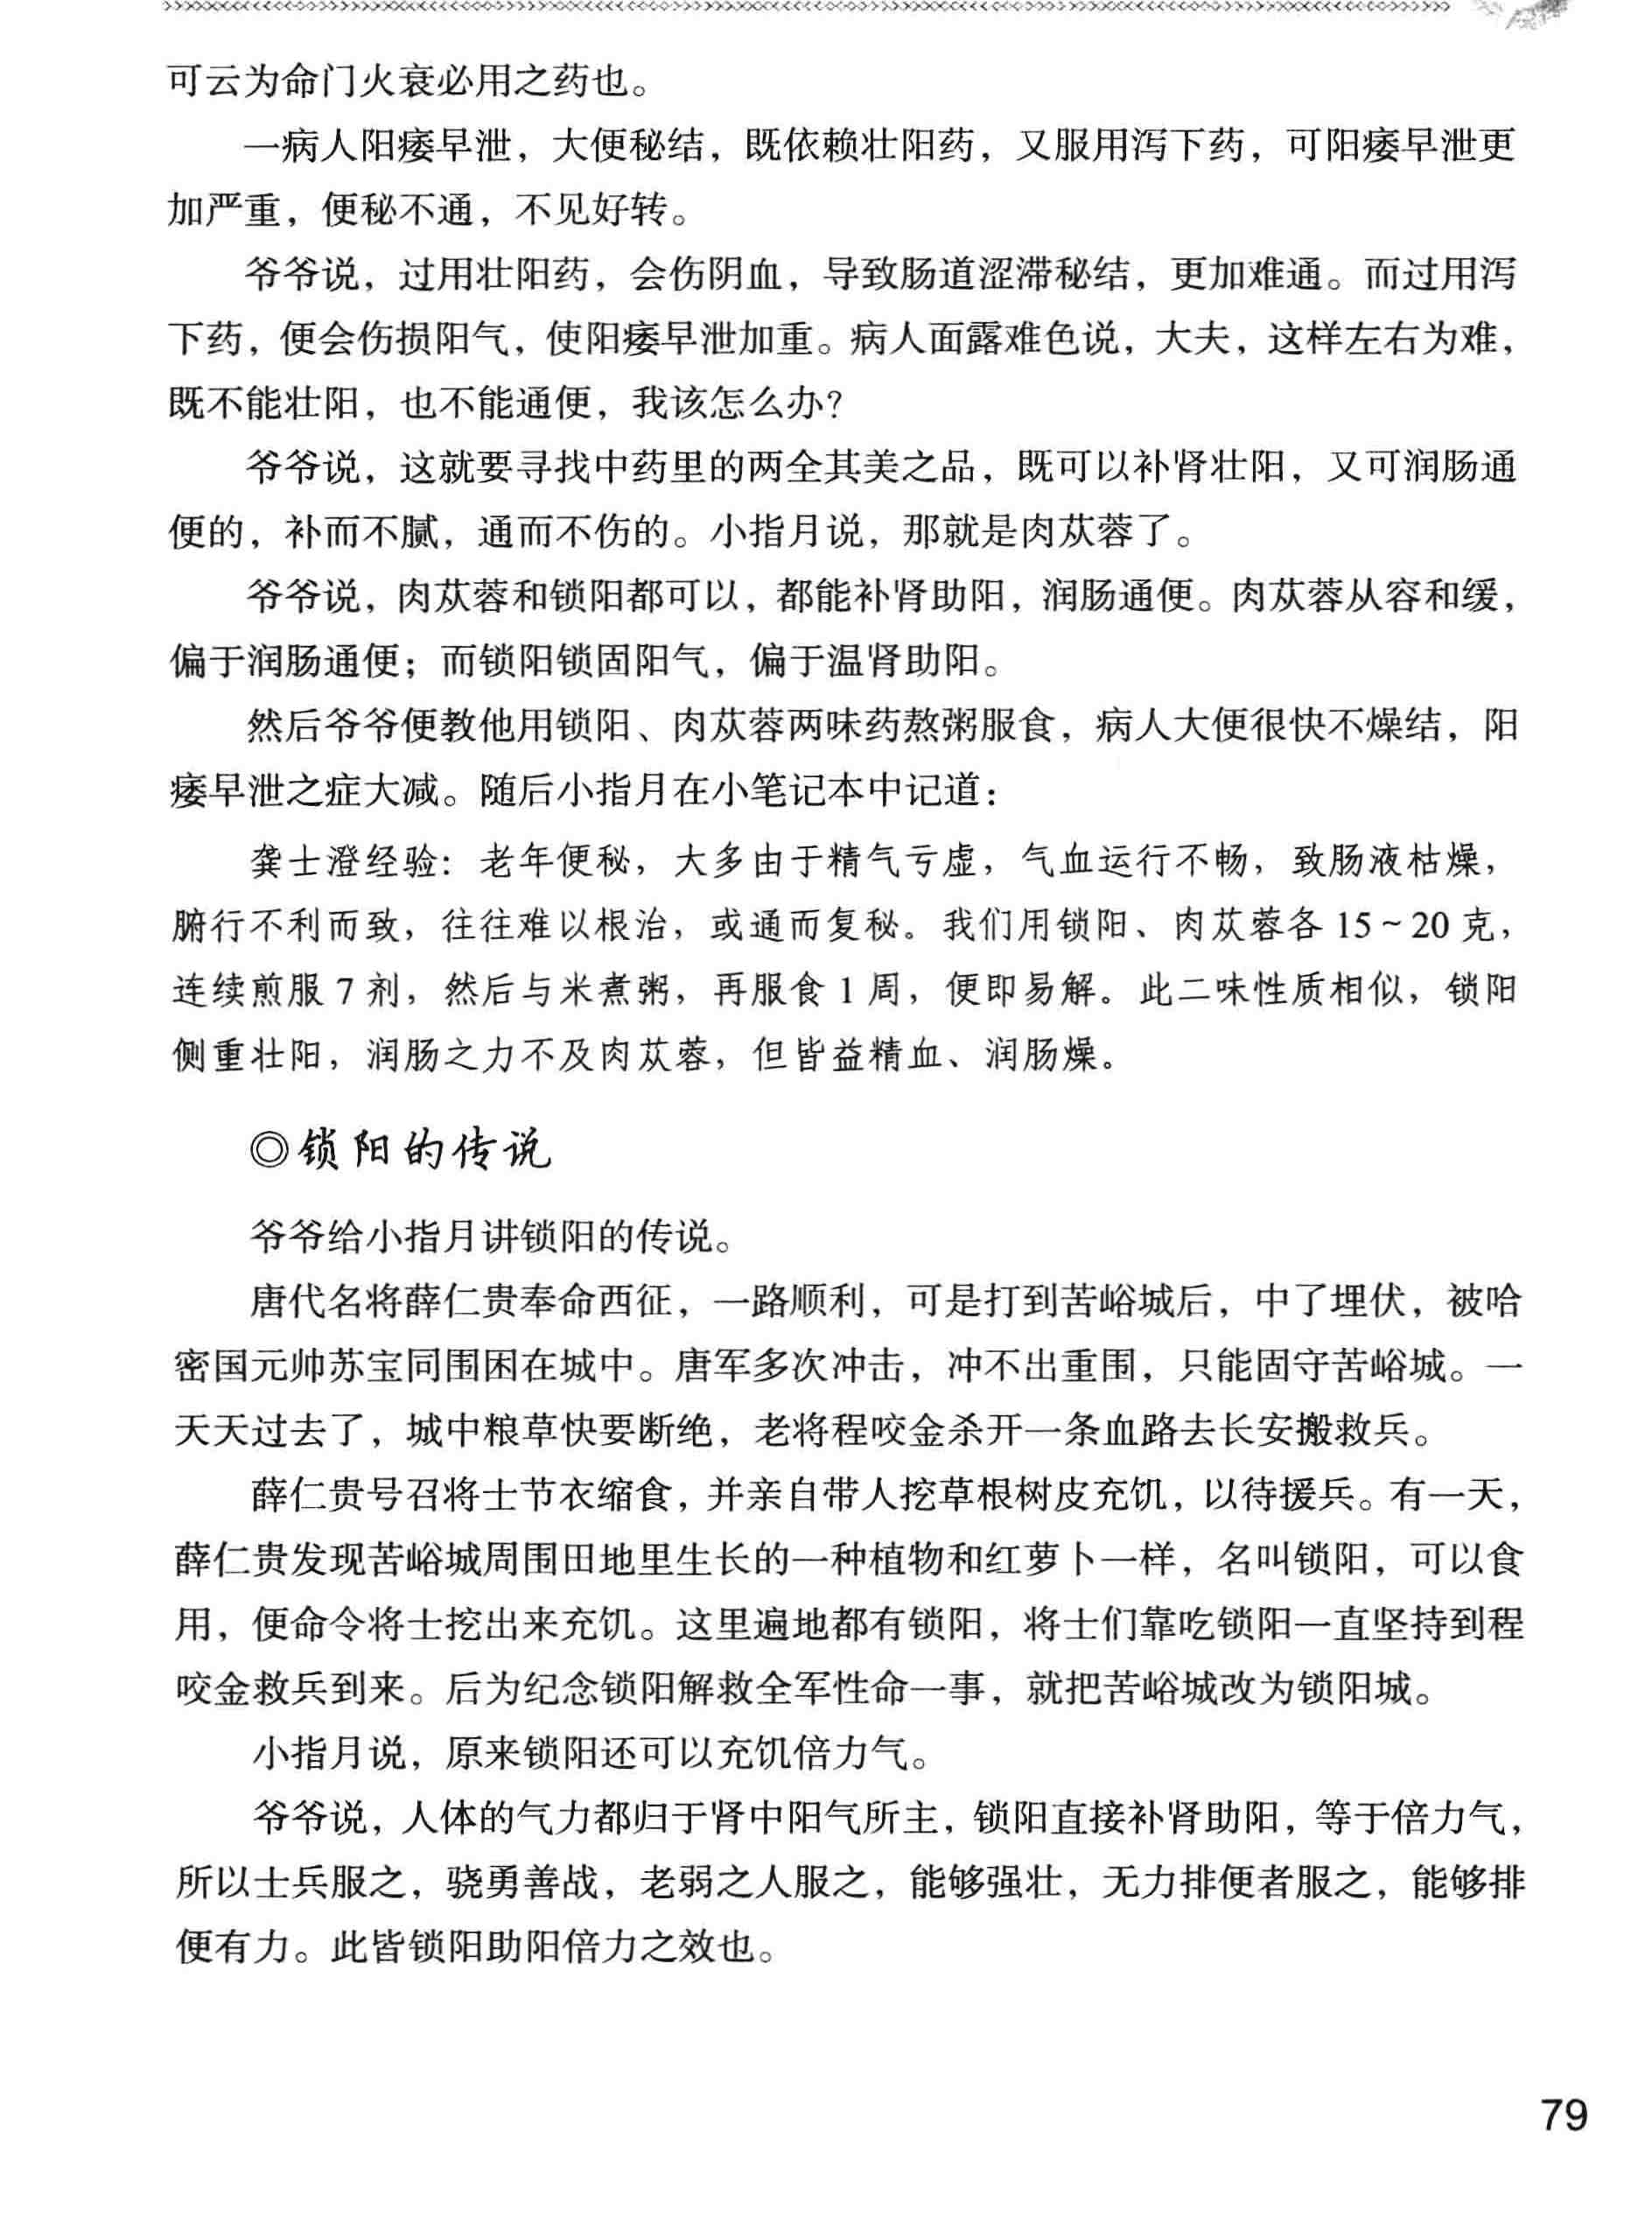 可云为命门火衰必用之药也。
一病人阳痿早泄，大便秘结，既依赖壮阳药，又服用泻下药，可阳痿早泄更
加严重，便秘不通，不见好转。
爷爷说，过用壮阳药，会伤阴血，导致肠道涩滞秘结，更加难通。而过用泻
下药，便会伤损阳气，使阳痿早泄加重。病人面露难色说，大夫，这样左右为难，
既不能壮阳，也不能通便，我该怎么办？
爷爷说，这就要寻找中药里的两全其美之品，既可以补肾壮阳，又可润肠通
便的，补而不腻，通而不伤的。小指月说，那就是肉苁蓉了。
爷爷说，肉苁蓉和锁阳都可以，都能补肾助阳，润肠通便。肉苁蓉从容和缓，
偏于润肠通便；而锁阳锁固阳气，偏于温肾助阳。
然后爷爷便教他用锁阳、肉苁蓉两味药熬粥服食，病人大便很快不燥结，阳
痿早泄之症大减。随后小指月在小笔记本中记道：
龚士澄经验：老年便秘，大多由于精气亏虚，气血运行不畅，致肠液枯燥，
腑行不利而致，往往难以根治，或通而复秘。我们用锁阳、肉苁蓉各 15～20 克，
连续煎服 7 剂，然后与米煮粥，再服食 1 周，便即易解。此二味性质相似，锁阳
侧重壮阳，润肠之力不及肉苁蓉，但皆益精血、润肠燥。
◎锁阳的传说
爷爷给小指月讲锁阳的传说。
唐代名将薛仁贵奉命西征，一路顺利，可是打到苦峪城后，中了埋伏，被哈
密国元帅苏宝同围困在城中。唐军多次冲击，冲不出重围，只能固守苦峪城。一
天天过去了，城中粮草快要断绝，老将程咬金杀开一条血路去长安搬救兵。
薛仁贵号召将士节衣缩食，并亲自带人挖草根树皮充饥，以待援兵。有一天，
薛仁贵发现苦峪城周围田地里生长的一种植物和红萝卜一样，名叫锁阳，可以食
用，便命令将士挖出来充饥。这里遍地都有锁阳，将士们靠吃锁阳一直坚持到程
咬金救兵到来。后为纪念锁阳解救全军性命一事，就把苦峪城改为锁阳城。
小指月说，原来锁阳还可以充饥倍力气。
爷爷说，人体的气力都归于肾中阳气所主，锁阳直接补肾助阳，等于倍力气，
所以士兵服之，骁勇善战，老弱之人服之，能够强壮，无力排便者服之，能够排
便有力。此皆锁阳助阳倍力之效也。
79